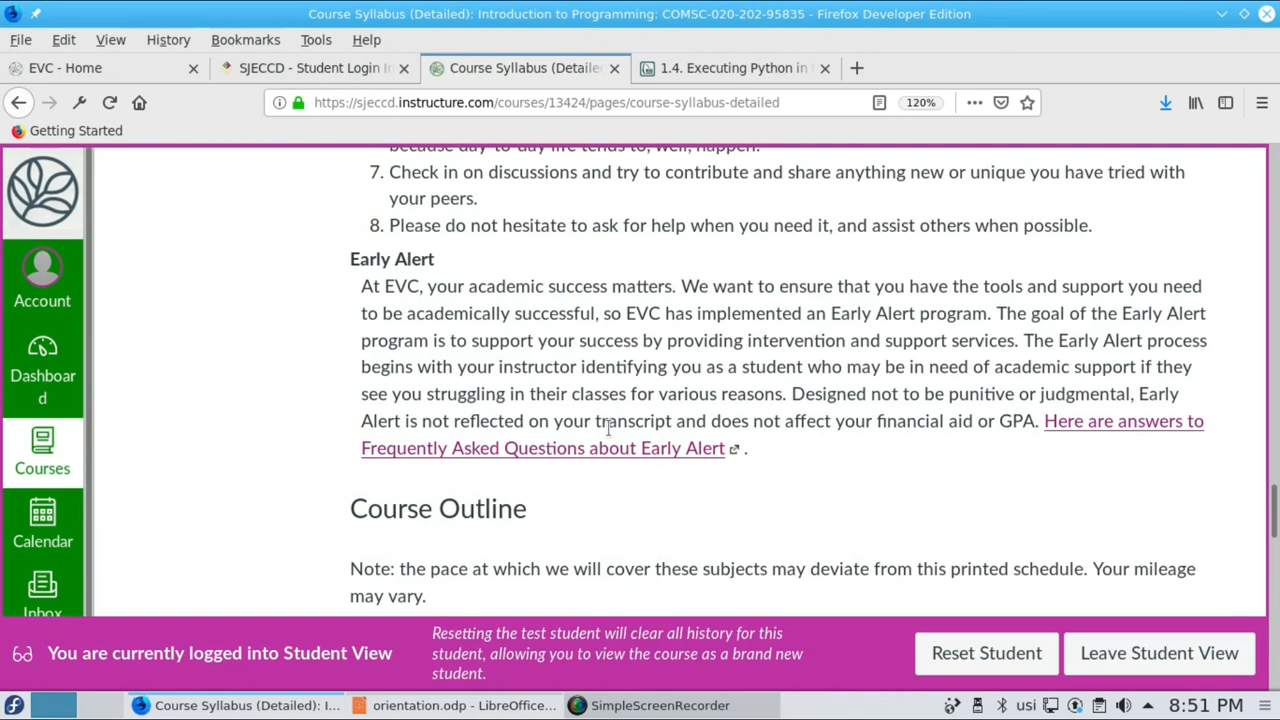 Course Syllabus (Detailed): Introduction to Programming: COMSC-020-202-95835 - Firefox Developer Edition
File Edit View History Bookmarks Tools Help
EVC - Home
SJECCD - Student Login In
Course Syllabus (Detailed
1.4. Executing Python in t
https://sjeccd.instructure.com/courses/13424/pages/course-syllabus-detailed
120%
Getting Started
because day-to-day life tends to, well, happen.
7. Check in on discussions and try to contribute and share anything new or unique you have tried with
your peers.
8. Please do not hesitate to ask for help when you need it, and assist others when possible.
Early Alert
At EVC, your academic success matters. We want to ensure that you have the tools and support you need
to be academically successful, so EVC has implemented an Early Alert program. The goal of the Early Alert
program is to support your success by providing intervention and support services. The Early Alert process
begins with your instructor identifying you as a student who may be in need of academic support if they
see you struggling in their classes for various reasons. Designed not to be punitive or judgmental, Early
Alert is not reflected on your transcript and does not affect your financial aid or GPA. Here are answers to
Frequently Asked Questions about Early Alert .
Course Outline
Note: the pace at which we will cover these subjects may deviate from this printed schedule. Your mileage
may vary.
Account
Dashboar
d
Courses
Calendar
Inbox
You are currently logged into Student View
Resetting the test student will clear all history for this
student, allowing you to view the course as a brand new
student.
Reset Student
Leave Student View
Course Syllabus (Detailed): I...
orientation.odp - LibreOffice...
SimpleScreenRecorder
usi
8:51 PM